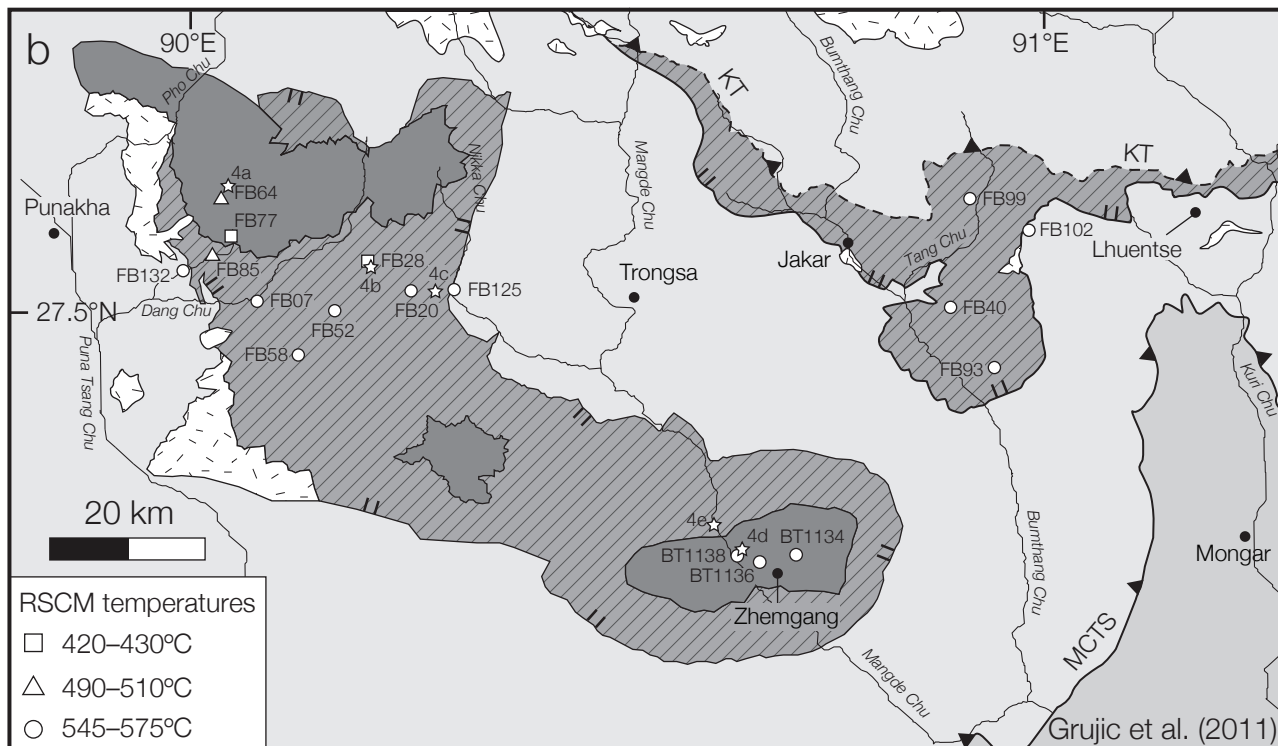 b
90°E
91°E
Pho Chu
KT
Bumthang Chu
Mangde Chu
Nikka Chu
KT
4a
FB64
Punakha
FB77
FB99
FB102
Lhuentse
FB132
FB85
FB28
4b
4c
FB125
Trongsa
Jakar
Tang Chu
FB07
Dang Chu
FB20
27.5°N
FB52
FB40
FB58
FB93
Puna Tsang Chu
Kuri Chu
20 km
4e
4d
BT1134
BT1138
BT1136
Zhemgang
Bumthang Chu
Mongar
MCTS
Mangde Chu
RSCM temperatures
420–430ºC
490–510ºC
545–575ºC
Grujic et al. (2011)